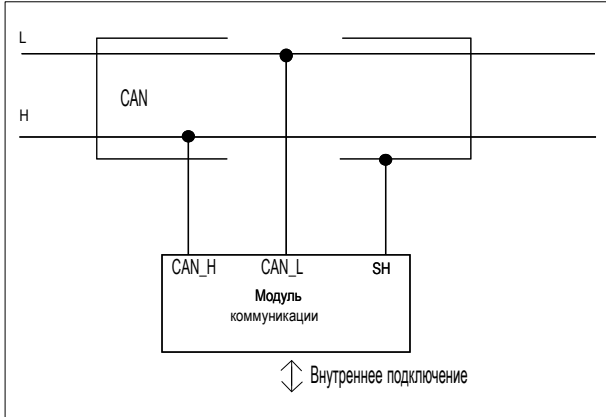 L
CAN
H
CAN_H CAN_L SH
Модуль
коммуникации
Внутреннее подключение